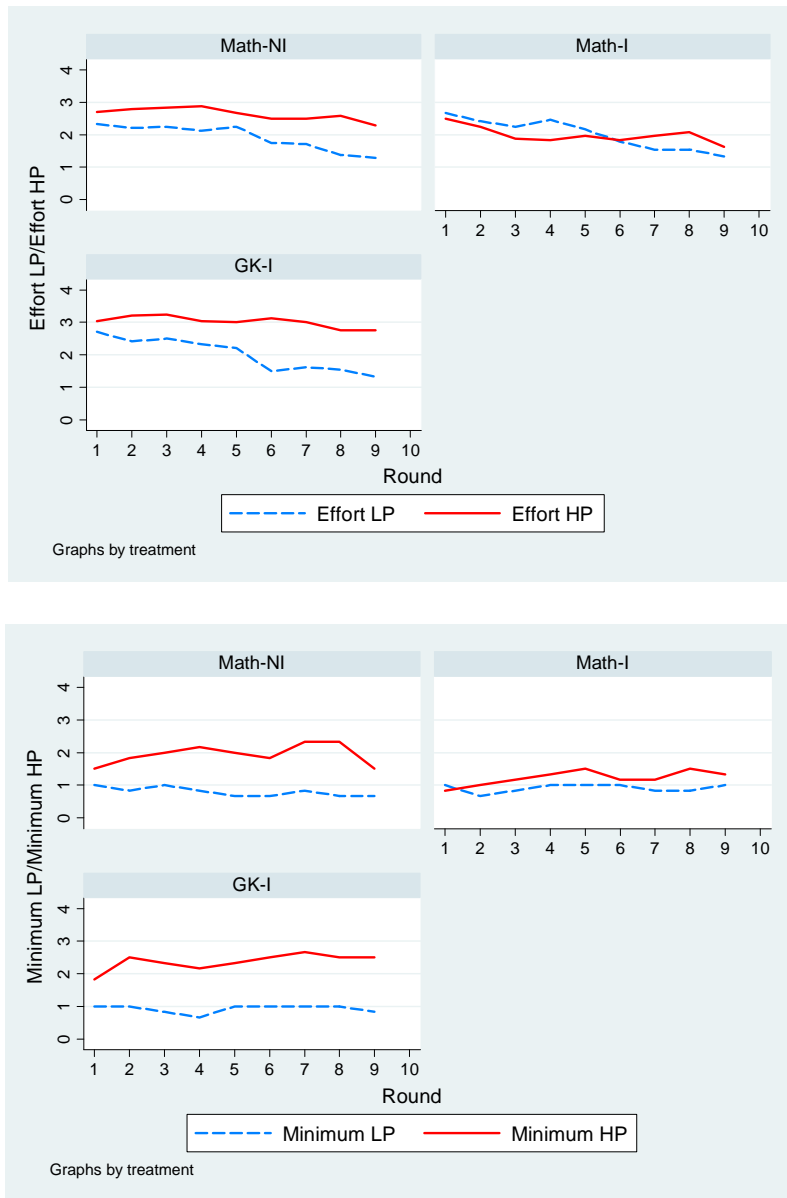 Math-NI
Math-I
4
3
2
1
0
1 2 3 4 5 6 7 8 9 10
Effort LP/Effort HP
GK-I
4
3
2
1
0
1 2 3 4 5 6 7 8 9 10
Round
Effort LP Effort HP
Graphs by treatment
Math-NI
Math-I
4
3
2
1
0
1 2 3 4 5 6 7 8 9 10
Minimum LP/Minimum HP
GK-I
4
3
2
1
0
1 2 3 4 5 6 7 8 9 10
Round
Minimum LP Minimum HP
Graphs by treatment